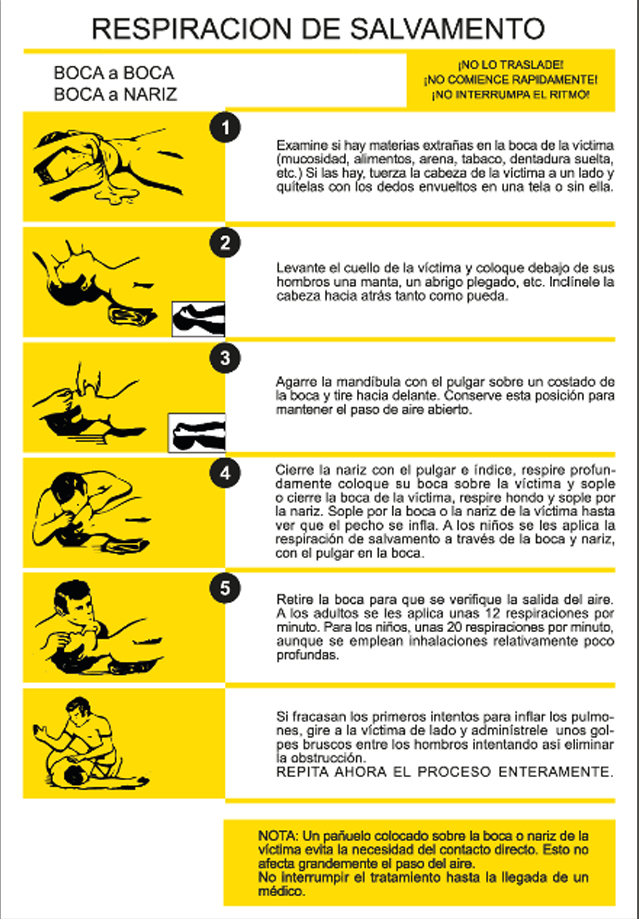 RESPIRACION DE SALVAMENTO
BOCA a BOCA
BOCA a NARIZ
¡NO LO TRASLADE!
¡NO COMIENCE RAPIDAMENTE!
¡NO INTERRUMPA EL RITMO!
1
Examine si hay materias extrañas en la boca de la víctima
(mucosidad, alimentos, arena, tabaco, dentadura suelta,
etc.) Si las hay, tuerza la cabeza de la víctima a un lado y
quítelas con los dedos envueltos en una tela o sin ella.
2
Levante el cuello de la víctima y coloque debajo de sus
hombros una manta, un abrigo plegado, etc. Inclínele la
cabeza hacia atrás tanto como pueda.
3
Agarre la mandíbula con el pulgar sobre un costado de
la boca y tire hacia delante. Conserve esta posición para
mantener el paso de aire abierto.
4
Cierre la nariz con el pulgar e índice, respire profun-
damente coloque su boca sobre la víctima y sople
o cierre la boca de la víctima, respire hondo y sople por
la nariz. Sople por la boca o la nariz de la víctima hasta
ver que el pecho se infla. A los niños se les aplica la
respiración de salvamento a través de la boca y nariz,
con el pulgar en la boca.
5
Retire la boca para que se verifique la salida del aire.
A los adultos se les aplica unas 12 respiraciones por
minuto. Para los niños, unas 20 respiraciones por minuto,
aunque se emplean inhalaciones relativamente poco
profundas.
Si fracasan los primeros intentos para inflar los pulmo-
nes, gire a la víctima de lado y adminístrele unos gol-
pes bruscos entre los hombros intentando asi eliminar
la obstrucción.
REPITA AHORA EL PROCESO ENTERAMENTE.
NOTA: Un pañuelo colocado sobre la boca o nariz de la
víctima evita la necesidad del contacto directo. Esto no
afecta grandemente el paso del aire.
No interrumpir el tratamiento hasta la llegada de un
médico.